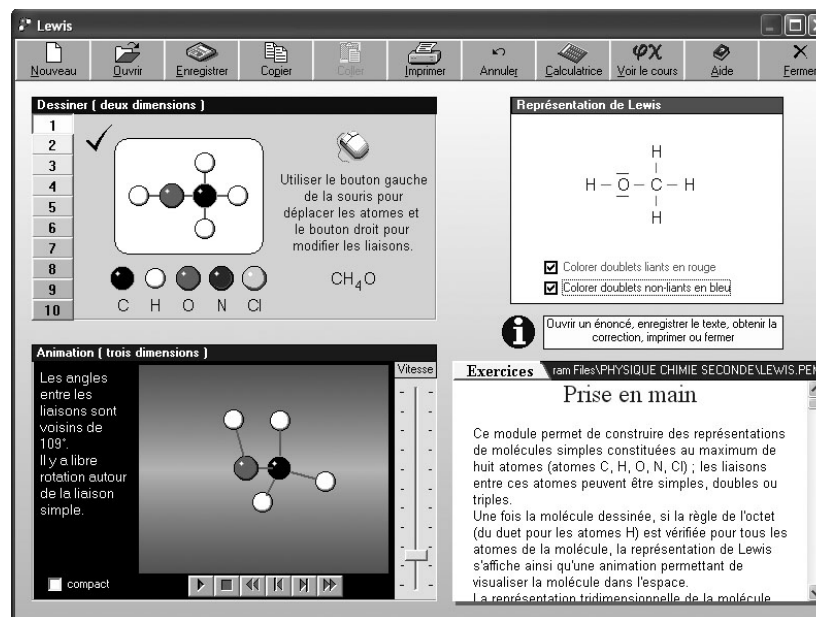 Lewis
Nouveau
Ouvrir
Enregistrer
Copier
Coller
Imprimer
Annuler
Calculatrice
φχ
Voir le cours
Aide
Fermer
Dessiner ( deux dimensions )
1
2
3
4
5
6
7
8
9
10
Utiliser le bouton gauche
de la souris pour
déplacer les atomes et
le bouton droit pour
modifier les liaisons.
C H O N Cl
CH4O
Représentation de Lewis
H
H – O – C – H
H
Colorer doublets liants en rouge
Colorer doublets non-liants en bleu
i
Ouvrir un énoncé, enregistrer le texte, obtenir la
correction, imprimer ou fermer
Animation ( trois dimensions )
Les angles
entre les
liaisons sont
voisins de
109°.
Il y a libre
rotation autour
de la liaison
simple.
compact
Vitesse
Exercices
ram Files\PHYSIQUE CHIMIE SECONDE\LEWIS.PEN
Prise en main
Ce module permet de construire des représentations
de molécules simples constituées au maximum de
huit atomes (atomes C, H, O, N, Cl) ; les liaisons
entre ces atomes peuvent être simples, doubles ou
triples.
Une fois la molécule dessinée, si la règle de l'octet
(du duet pour les atomes H) est vérifiée pour tous les
atomes de la molécule, la représentation de Lewis
s'affiche ainsi qu'une animation permettant de
visualiser la molécule dans l'espace.
La représentation tridimensionnelle de la molécule